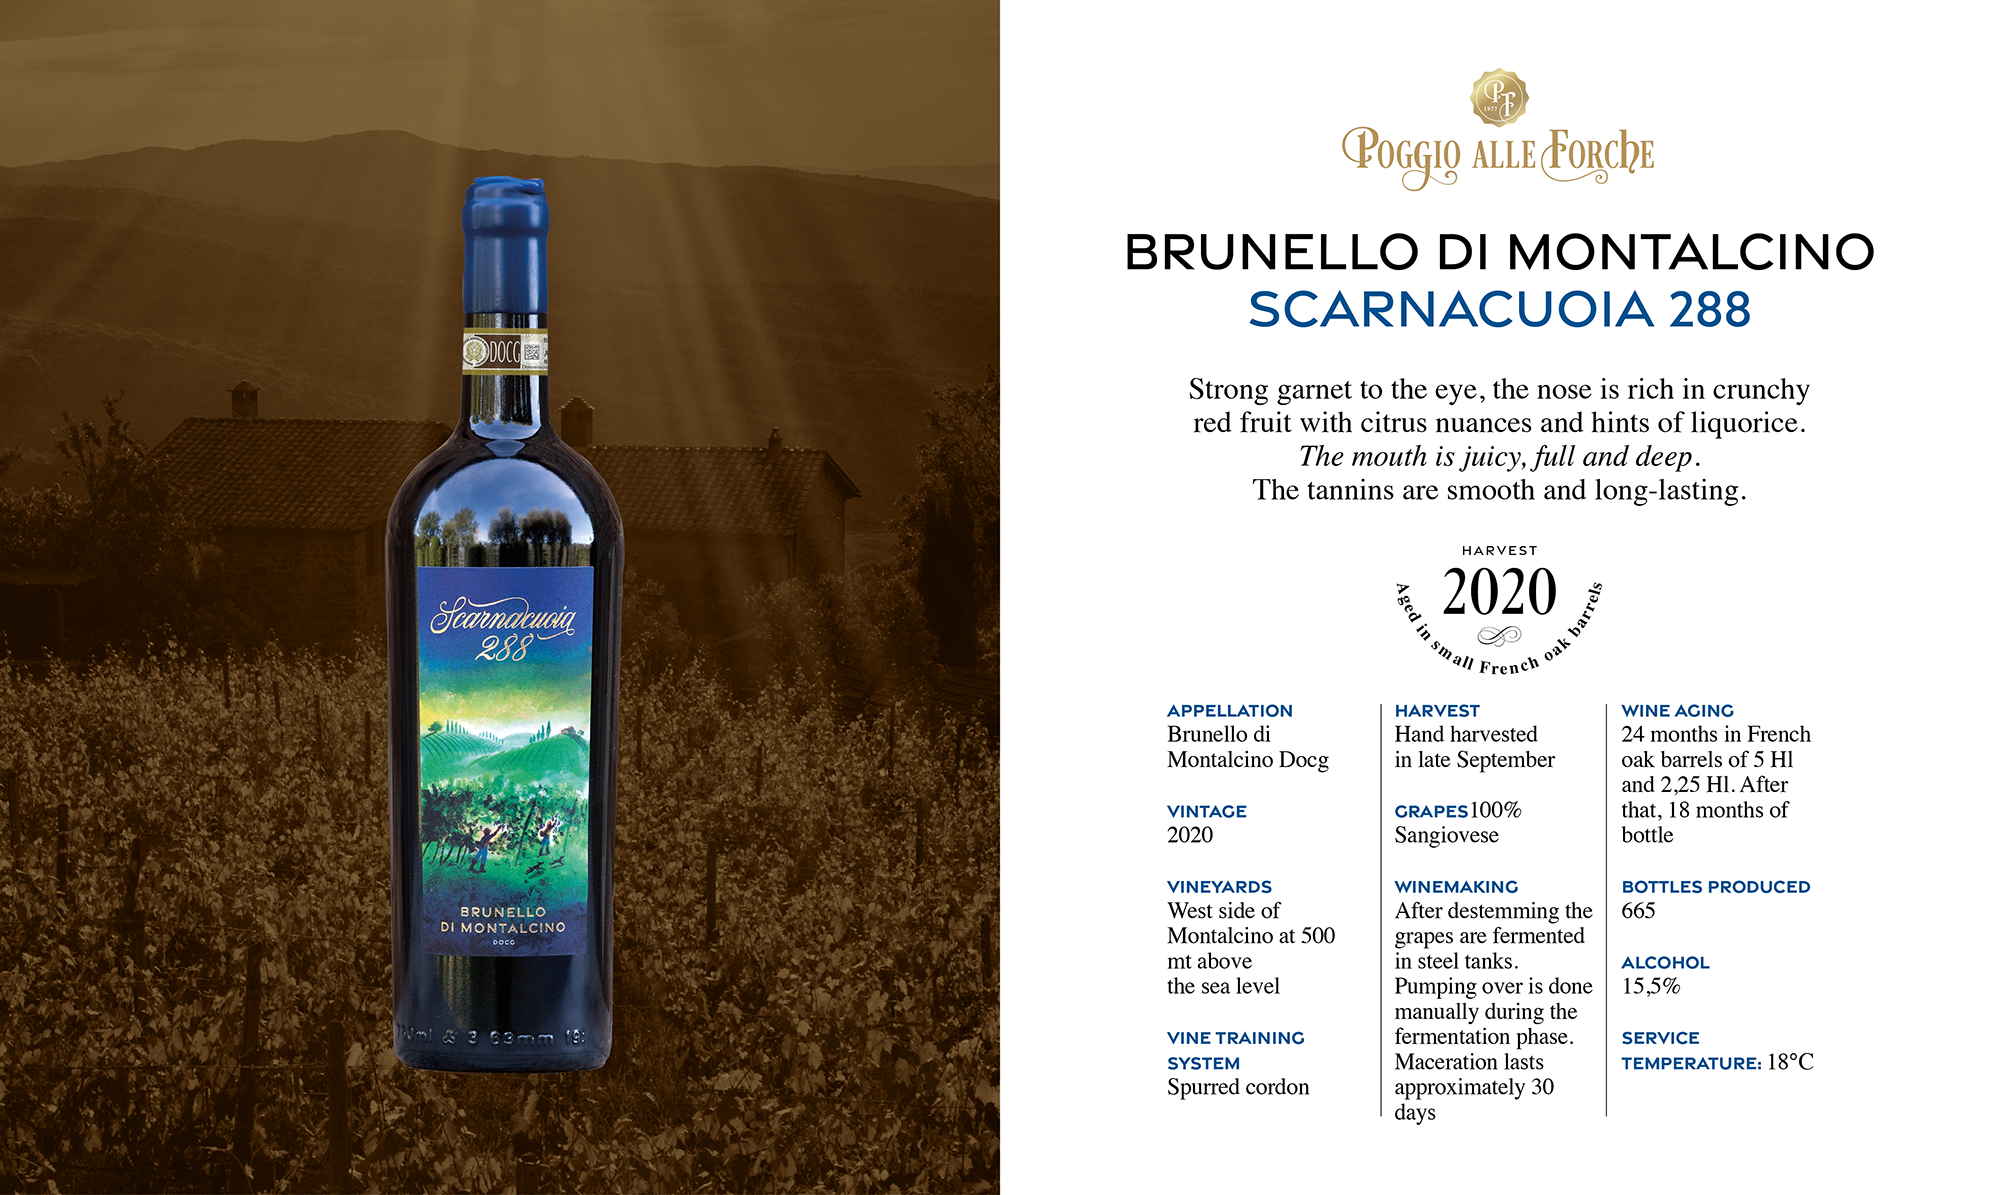 DOCG
Scarnacuoia
288
BRUNELLO
DI MONTALCINO
DOCG
PF
1977
POGGIO ALLE FORCHE
BRUNELLO DI MONTALCINO
SCARNACUOIA 288
Strong garnet to the eye, the nose is rich in crunchy
red fruit with citrus nuances and hints of liquorice.
The mouth is juicy, full and deep.
The tannins are smooth and long-lasting.
HARVEST
2020
Aged in small French oak barrels
APPELLATION
Brunello di
Montalcino Docg
VINTAGE
2020
VINEYARDS
West side of
Montalcino at 500
mt above
the sea level
VINE TRAINING
SYSTEM
Spurred cordon
HARVEST
Hand harvested
in late September
GRAPES100%
Sangiovese
WINEMAKING
After destemming the
grapes are fermented
in steel tanks.
Pumping over is done
manually during the
fermentation phase.
Maceration lasts
approximately 30
days
WINE AGING
24 months in French
oak barrels of 5 Hl
and 2,25 Hl. After
that, 18 months of
bottle
BOTTLES PRODUCED
665
ALCOHOL
15,5%
SERVICE
TEMPERATURE: 18°C